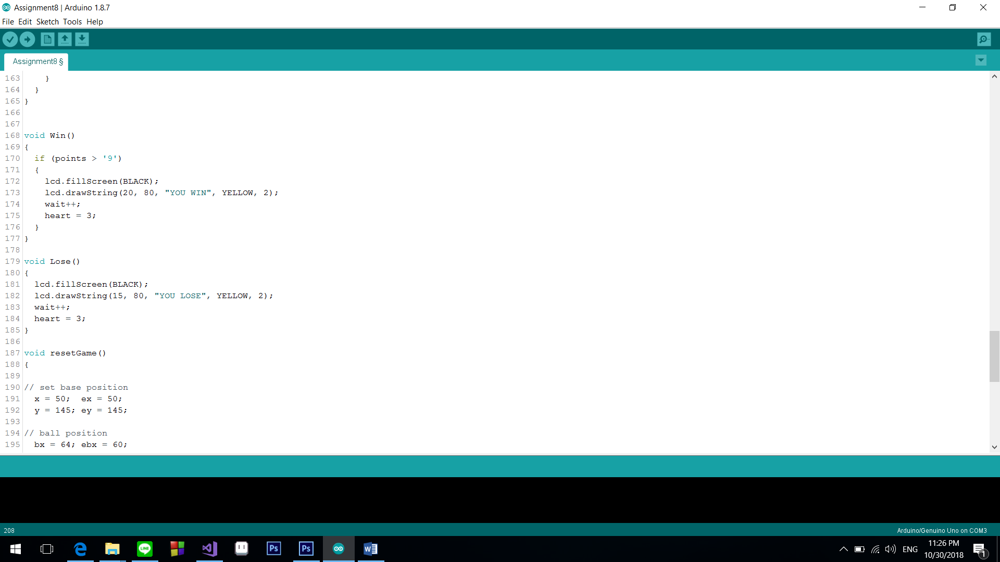 Assignment8 | Arduino 1.8.7
File Edit Sketch Tools Help
Assignment8 §
163     }
164   }
165 }
166
167
168 void Win()
169 {
170   if (points > '9')
171   {
172     lcd.fillScreen(BLACK);
173     lcd.drawString(20, 80, "YOU WIN", YELLOW, 2);
174     wait++;
175     heart = 3;
176   }
177 }
178
179 void Lose()
180 {
181   lcd.fillScreen(BLACK);
182   lcd.drawString(15, 80, "YOU LOSE", YELLOW, 2);
183   wait++;
184   heart = 3;
185 }
186
187 void resetGame()
188 {
189
190 // set base position
191   x = 50;  ex = 50;
192   y = 145; ey = 145;
193
194 // ball position
195   bx = 64; ebx = 60;
208
Arduino/Genuino Uno on COM3
LINE
Ps
Ps
ENG
11:26 PM
10/30/2018
1